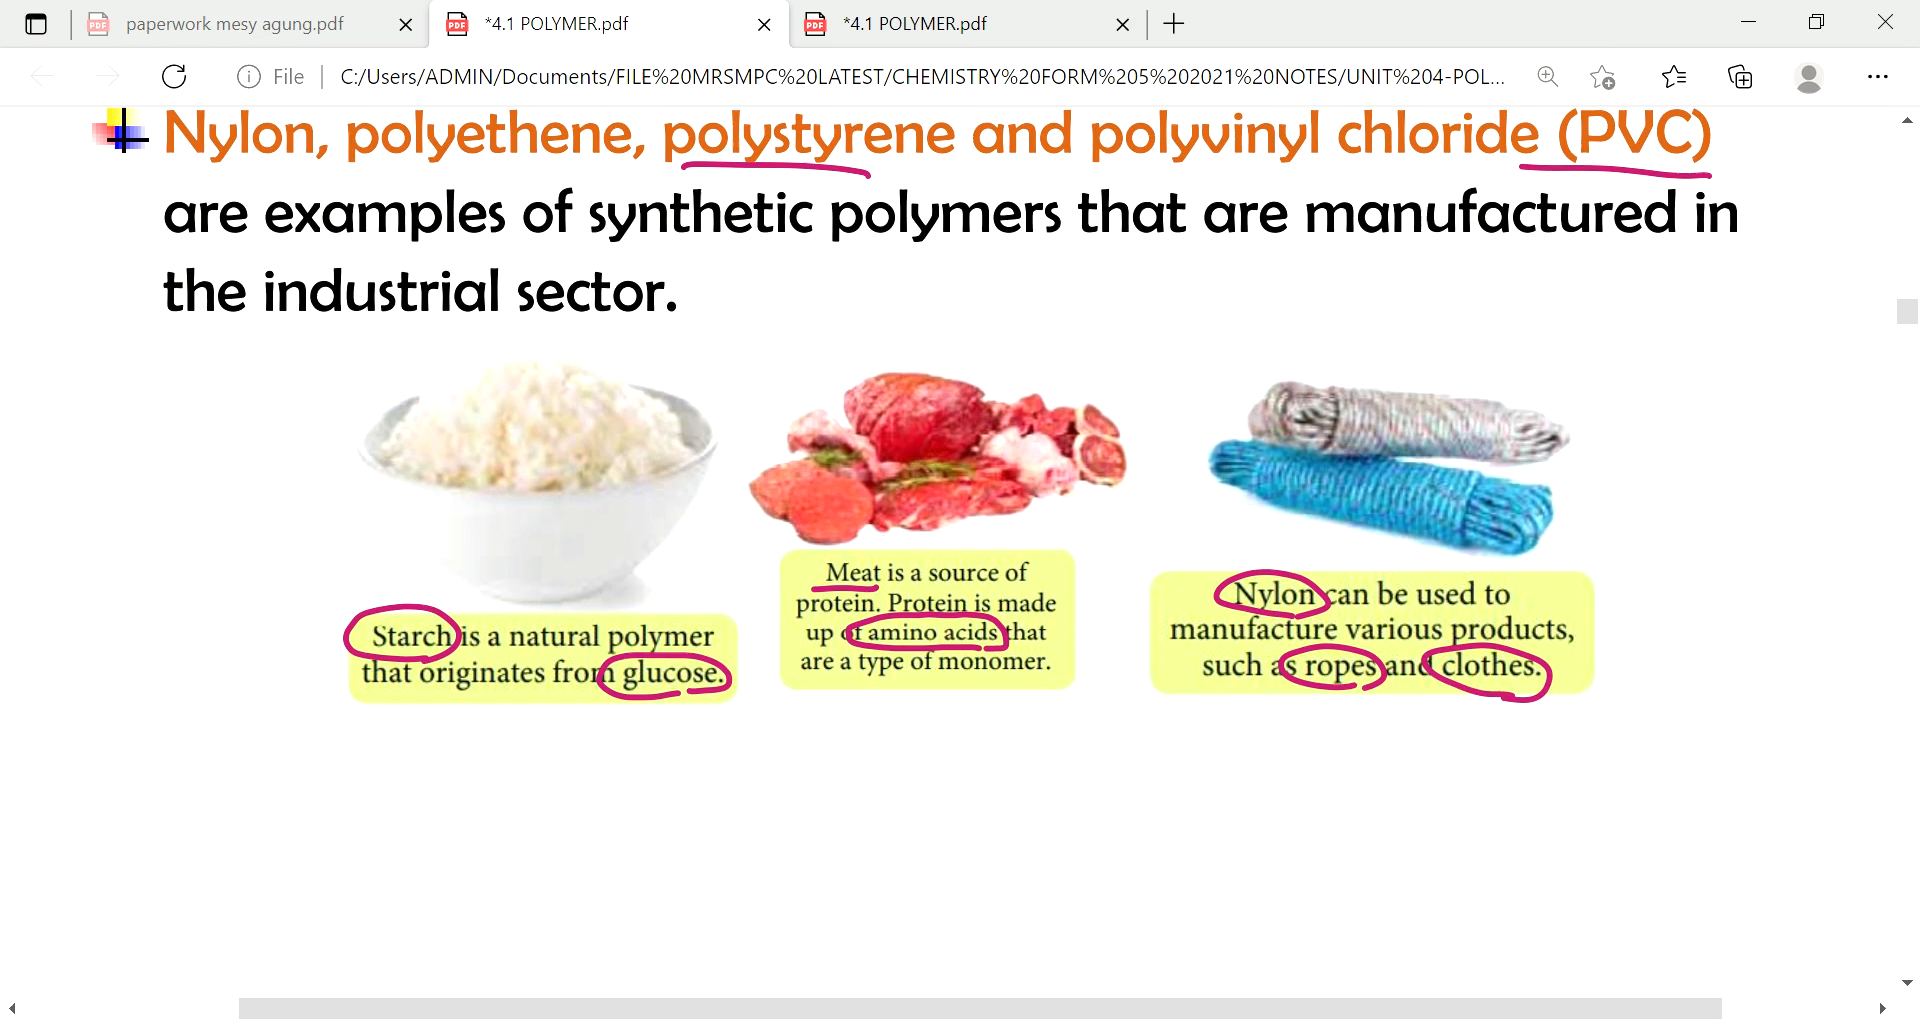 paperwork mesy agung.pdf
*4.1 POLYMER.pdf
*4.1 POLYMER.pdf
File
C:/Users/ADMIN/Documents/FILE%20MRSMPC%20LATEST/CHEMISTRY%20FORM%205%202021%20NOTES/UNIT%204-POL...
Nylon, polyethene, polystyrene and polyvinyl chloride (PVC)
are examples of synthetic polymers that are manufactured in
the industrial sector.
Starch is a natural polymer
that originates from glucose.
Meat is a source of
protein. Protein is made
up of amino acids that
are a type of monomer.
Nylon can be used to
manufacture various products,
such as ropes and clothes.